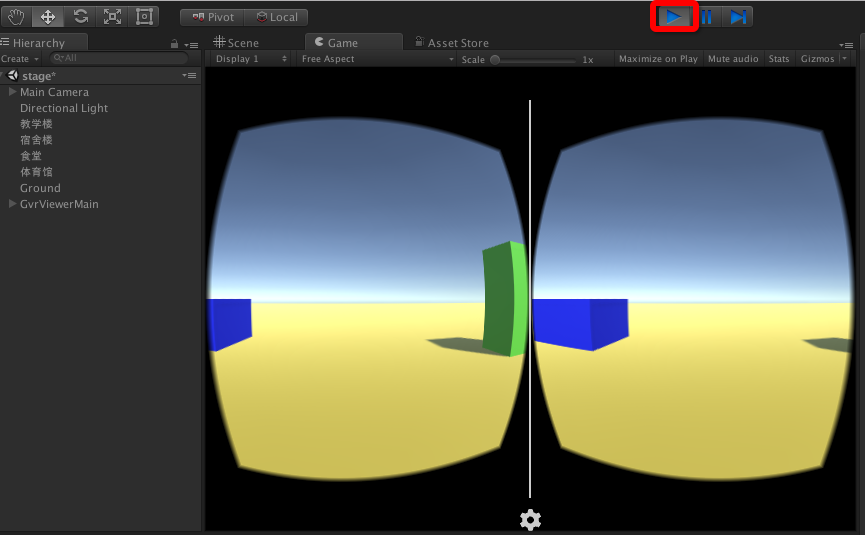 Pivot Local
Hierarchy Scene Game Asset Store
Create All Display 1 Free Aspect Scale 1x Maximize on Play Mute audio Stats Gizmos
stage*
Main Camera
Directional Light
教学楼
宿舍楼
食堂
体育馆
Ground
GvrViewerMain